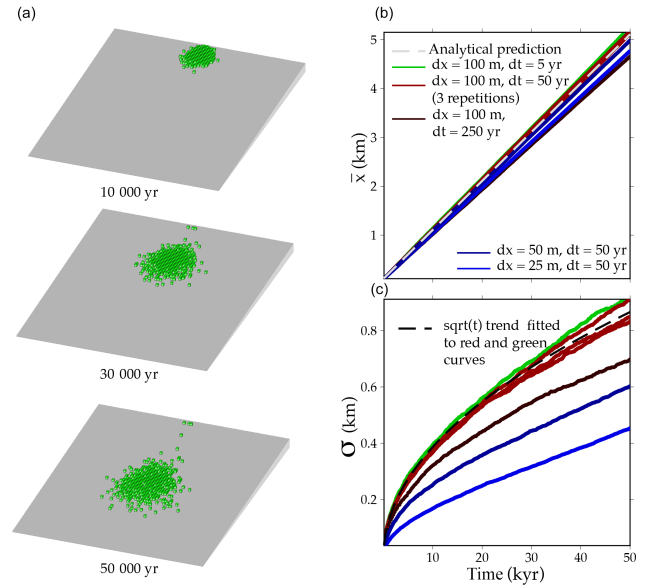 (a)
10 000 yr
30 000 yr
50 000 yr
(b)
5
4
3
2
1
x̄ (km)
Analytical prediction
dx = 100 m, dt = 5 yr
dx = 100 m, dt = 50 yr
(3 repetitions)
dx = 100 m,
dt = 250 yr
dx = 50 m, dt = 50 yr
dx = 25 m, dt = 50 yr
(c)
0.8
0.6
0.4
0.2
σ (km)
sqrt(t) trend fitted
to red and green
curves
10 20 30 40 50
Time (kyr)